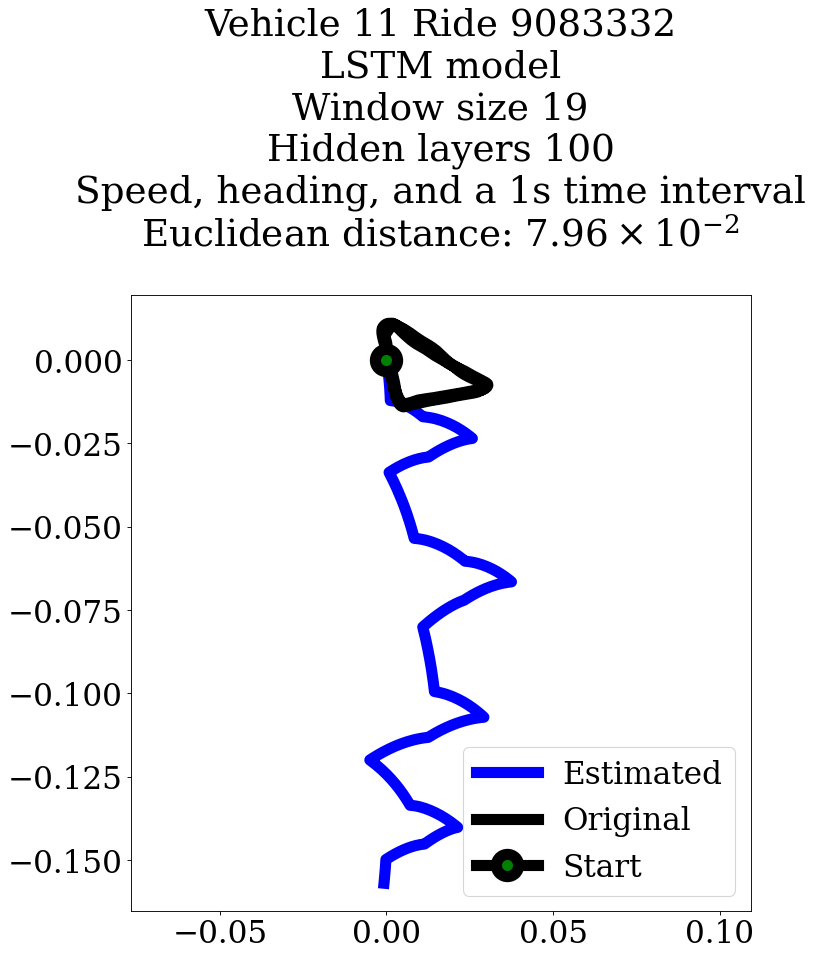 Vehicle 11 Ride 9083332
LSTM model
Window size 19
Hidden layers 100
Speed, heading, and a 1s time interval
Euclidean distance: 7.96 × 10⁻²
0.000
−0.025
−0.050
−0.075
−0.100
−0.125
−0.150
Estimated
Original
Start
−0.05 0.00 0.05 0.10